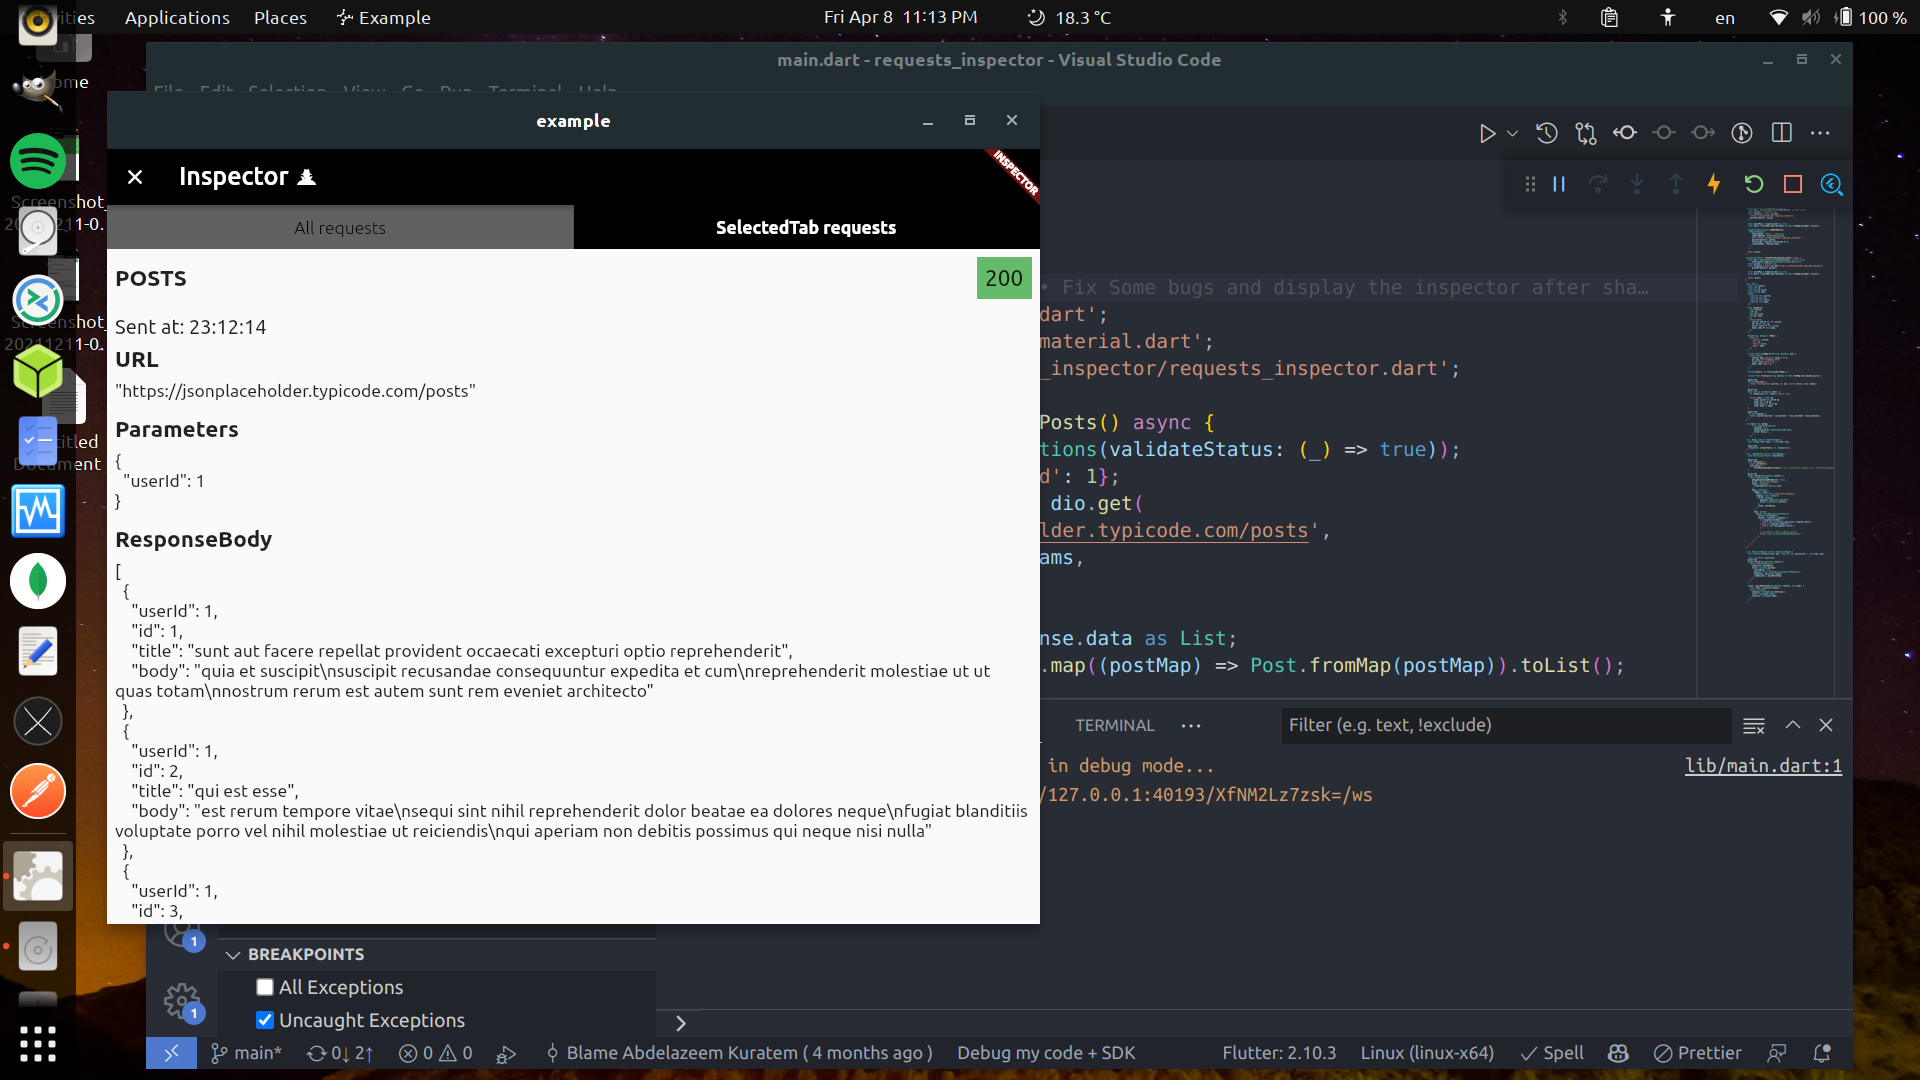 Applications Places Example Fri Apr 8 11:13 PM 18.3 °C en 100 %
main.dart - requests_inspector - Visual Studio Code
File Edit Selection View Go Run Terminal Help
example
Inspector
INSPECTOR
All requests
SelectedTab requests
POSTS
200
Sent at: 23:12:14
URL
"https://jsonplaceholder.typicode.com/posts"
Parameters
{
"userId": 1
}
ResponseBody
[
{
"userId": 1,
"id": 1,
"title": "sunt aut facere repellat provident occaecati excepturi optio reprehenderit",
"body": "quia et suscipit\nsuscipit recusandae consequuntur expedita et cum\nreprehenderit molestiae ut ut
quas totam\nnostrum rerum est autem sunt rem eveniet architecto"
},
{
"userId": 1,
"id": 2,
"title": "qui est esse",
"body": "est rerum tempore vitae\nsequi sint nihil reprehenderit dolor beatae ea dolores neque\nfugiat blanditiis
voluptate porro vel nihil molestiae ut reiciendis\nqui aperiam non debitis possimus qui neque nisi nulla"
},
{
"userId": 1,
"id": 3,
• Fix Some bugs and display the inspector after sha…
dart';
material.dart';
_inspector/requests_inspector.dart';
Posts() async {
tions(validateStatus: (_) => true));
d': 1};
dio.get(
lder.typicode.com/posts',
ams,
nse.data as List;
.map((postMap) => Post.fromMap(postMap)).toList();
TERMINAL
Filter (e.g. text, !exclude)
in debug mode...
lib/main.dart:1
/127.0.0.1:40193/XfNM2Lz7zsk=/ws
1
BREAKPOINTS
All Exceptions
1
Uncaught Exceptions
main* 0↓ 2↑ 0 0 Blame Abdelazeem Kuratem ( 4 months ago ) Debug my code + SDK Flutter: 2.10.3 Linux (linux-x64) Spell Prettier